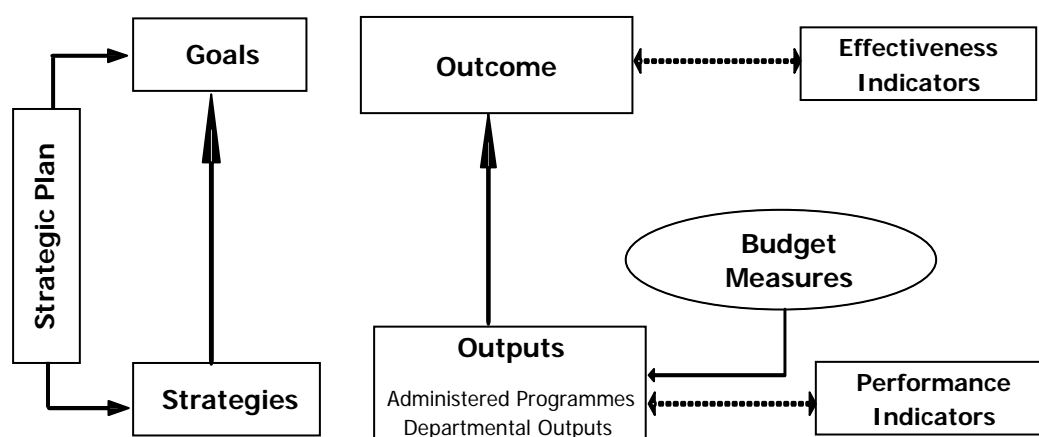 Goals
Outcome
Effectiveness
Indicators
Strategic Plan
Budget
Measures
Strategies
Outputs
Administered Programmes
Departmental Outputs
Performance
Indicators